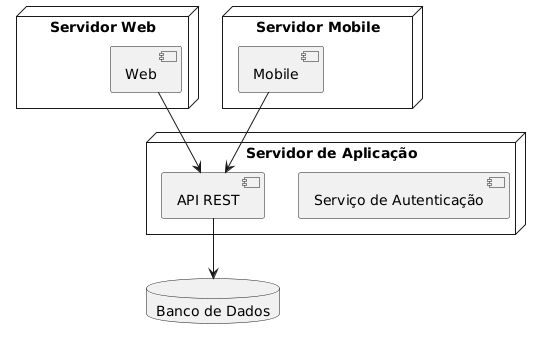 Servidor Web
Servidor Mobile
Web
Mobile
Servidor de Aplicação
API REST
Serviço de Autenticação
Banco de Dados